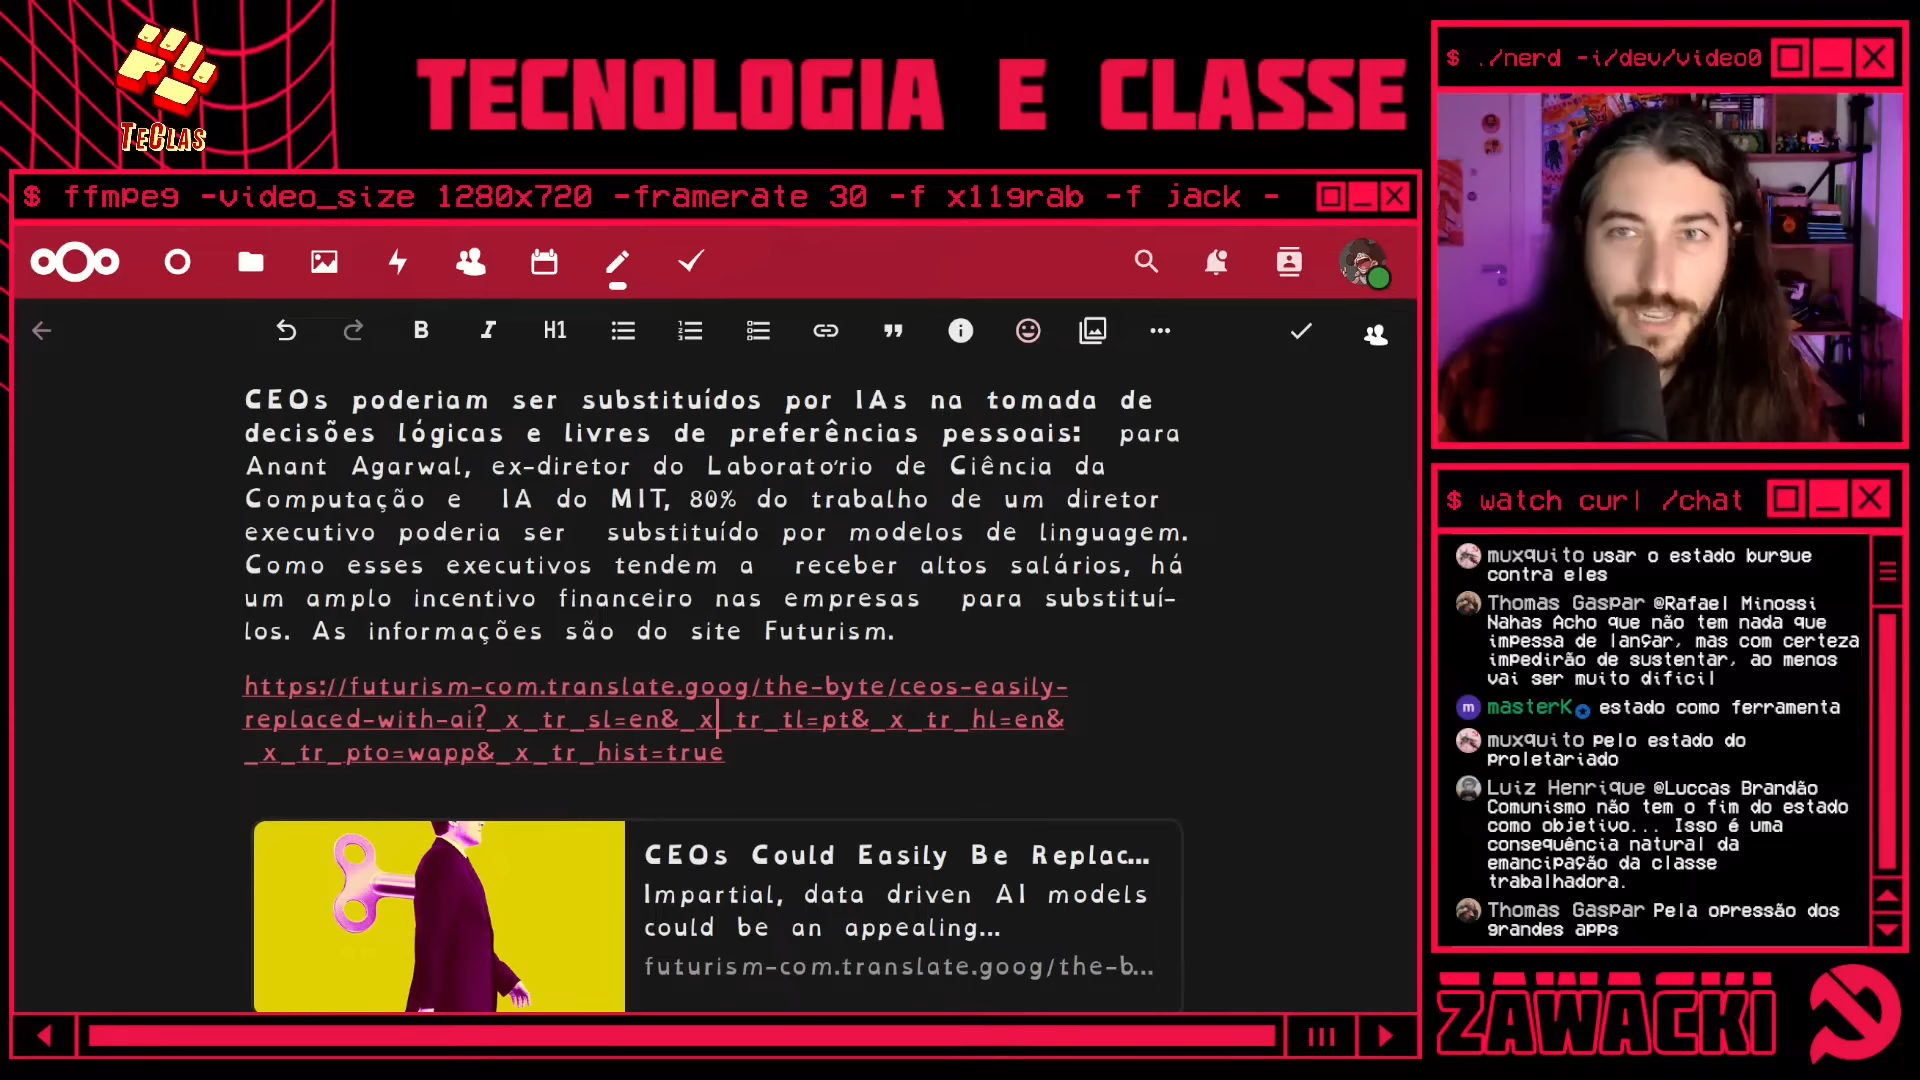 TeClas
TECNOLOGIA E CLASSE
$ ./nerd -i/dev/video0
$ ffmpeg -video_size 1280x720 -framerate 30 -f x11grab -f jack -
B I H1
CEOs poderiam ser substituídos por IAs na tomada de
decisões lógicas e livres de preferências pessoais: para
Anant Agarwal, ex-diretor do Laborato´rio de Ciência da
Computação e IA do MIT, 80% do trabalho de um diretor
executivo poderia ser substituído por modelos de linguagem.
Como esses executivos tendem a receber altos salários, há
um amplo incentivo financeiro nas empresas para substituí-
los. As informações são do site Futurism.
https://futurism-com.translate.goog/the-byte/ceos-easily-
replaced-with-ai?_x_tr_sl=en&_x_tr_tl=pt&_x_tr_hl=en&
_x_tr_pto=wapp&_x_tr_hist=true
CEOs Could Easily Be Replac...
Impartial, data driven AI models
could be an appealing...
futurism-com.translate.goog/the-b...
$ watch curl /chat
muxquito usar o estado burgue
contra eles
Thomas Gaspar @Rafael Minossi
Nahas Acho que não tem nada que
impessa de lançar, mas com certeza
impedirão de sustentar, ao menos
vai ser muito dificil
m masterK estado como ferramenta
muxquito pelo estado do
proletariado
Luiz Henrique @Luccas Brandão
Comunismo não tem o fim do estado
como objetivo... Isso é uma
consequência natural da
emancipação da classe
trabalhadora.
Thomas Gaspar Pela opressão dos
grandes apps
ZAWACKI